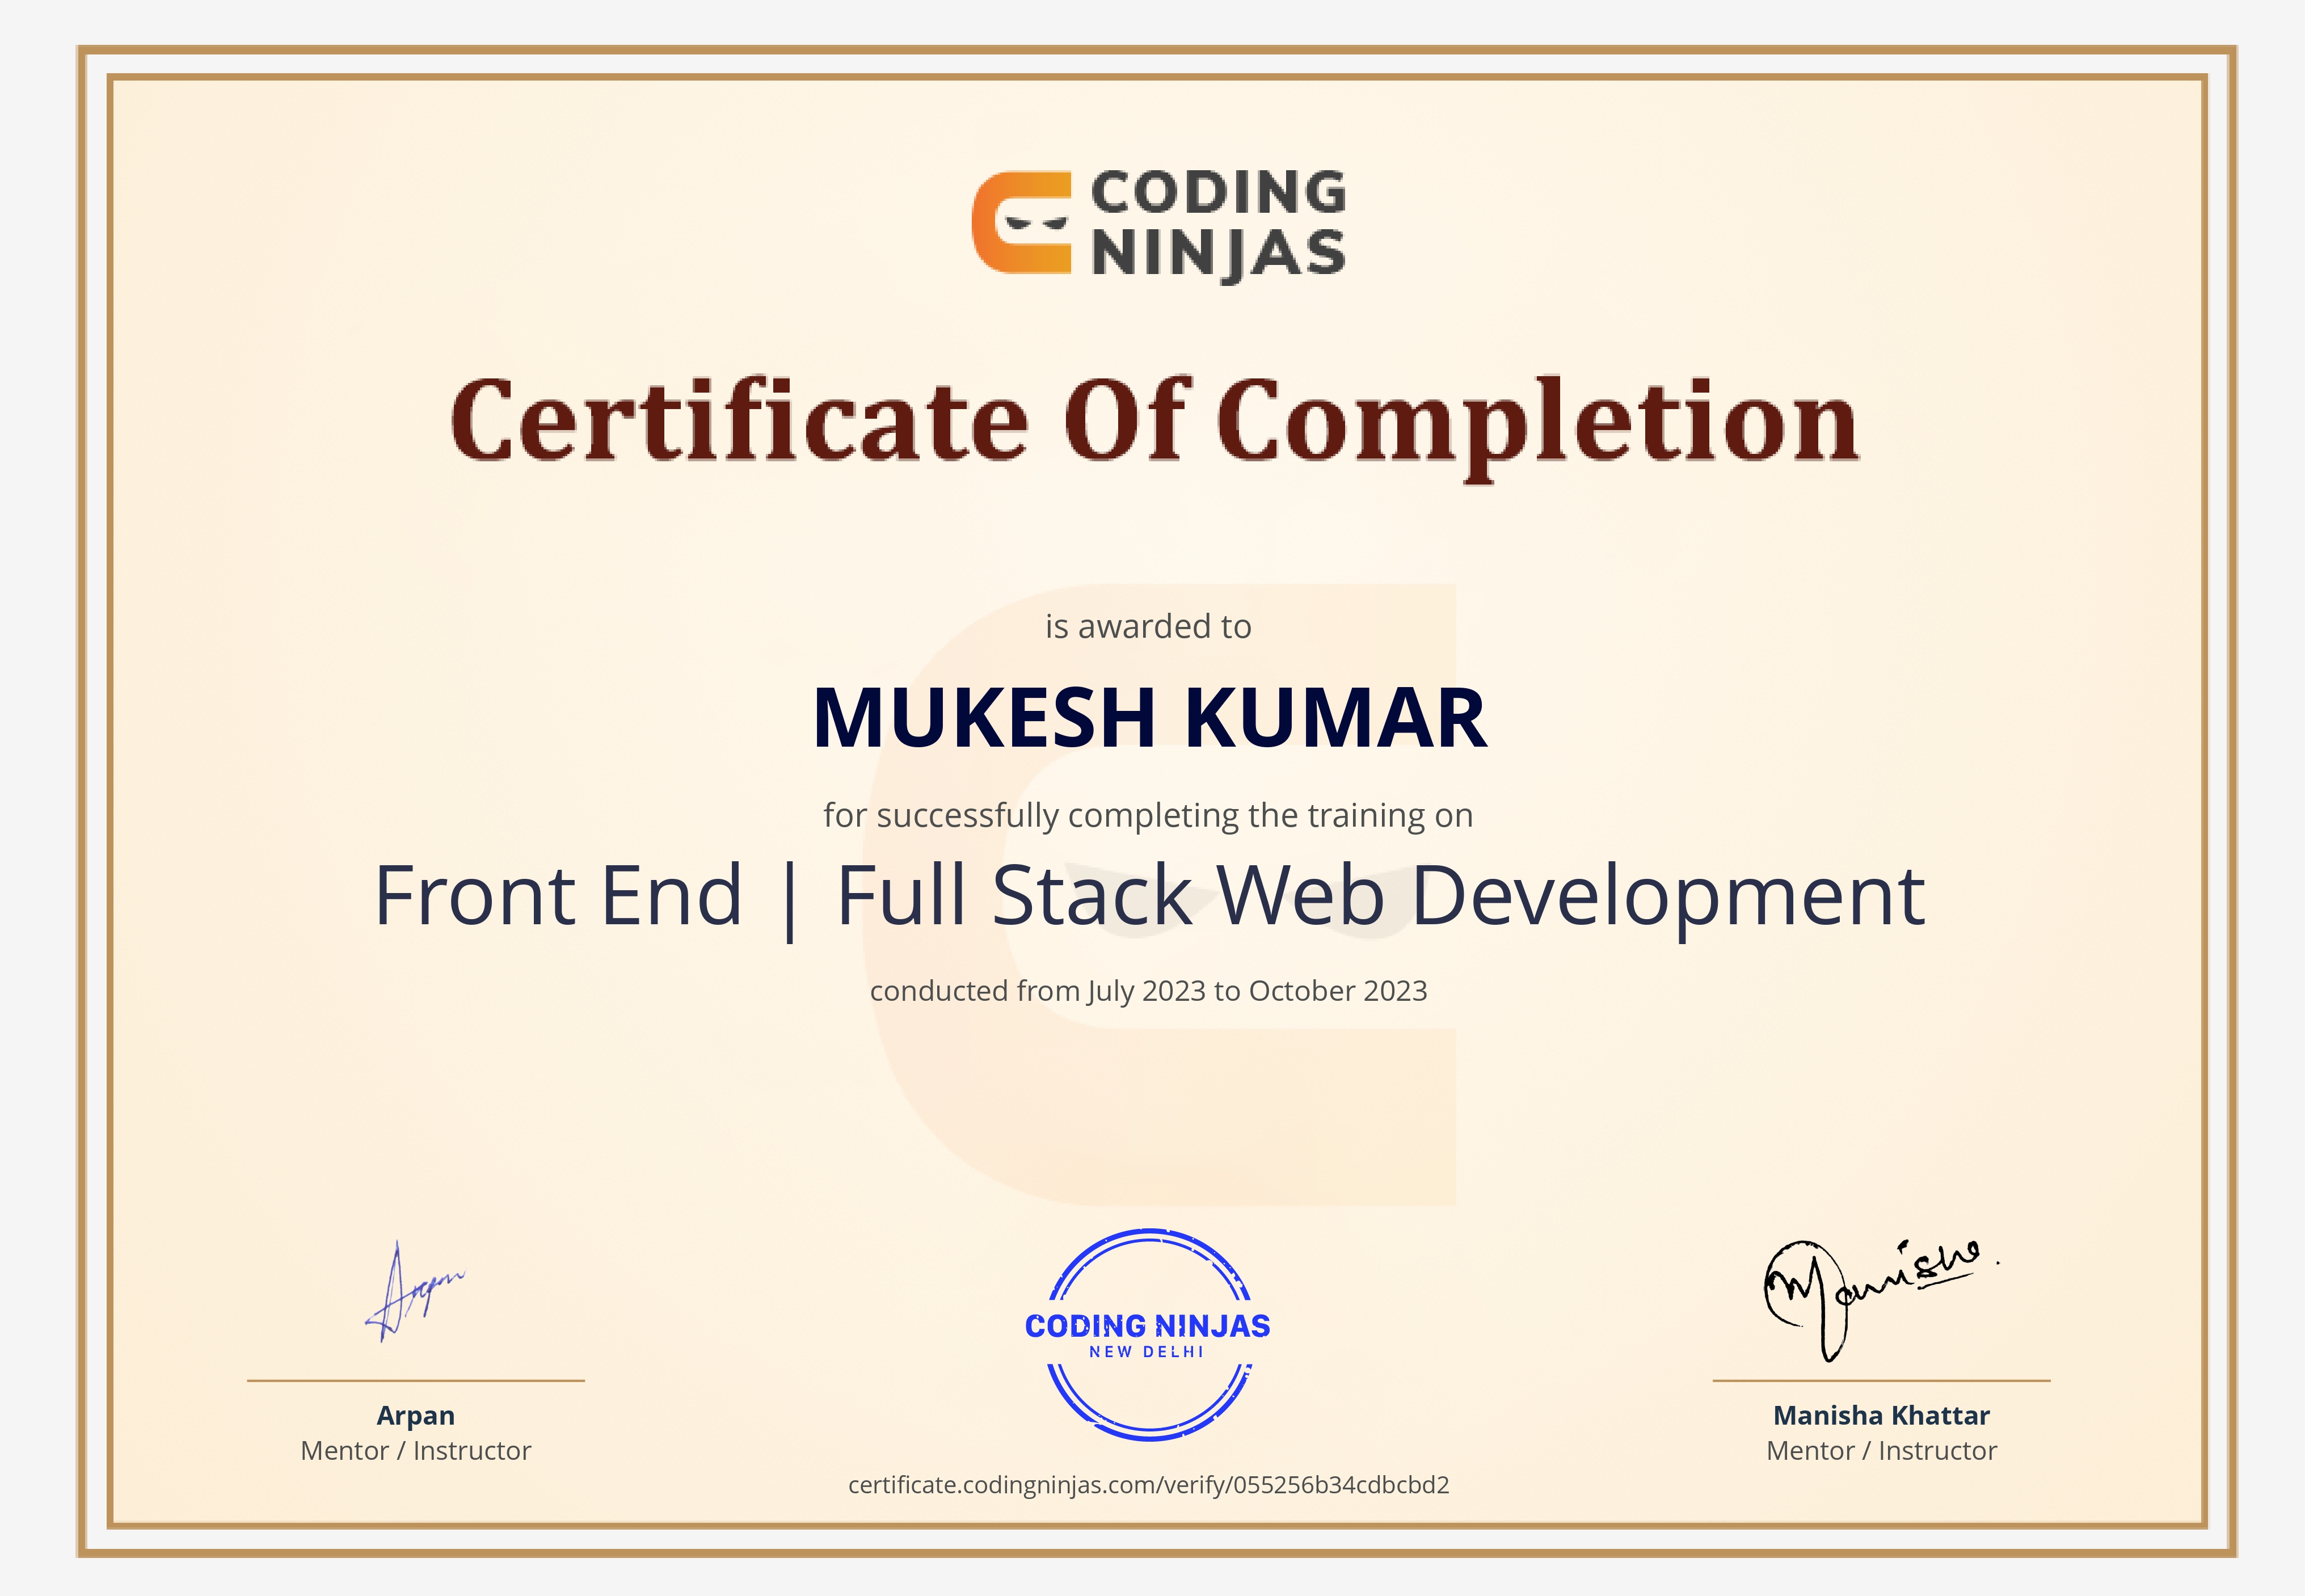 CODING
NINJAS
Certificate Of Completion
is awarded to
MUKESH KUMAR
for successfully completing the training on
Front End | Full Stack Web Development
conducted from July 2023 to October 2023
Arpan
Manisha.
CODING NINJAS
NEW DELHI
Arpan
Mentor / Instructor
Manisha Khattar
Mentor / Instructor
certificate.codingninjas.com/verify/055256b34cdbcbd2